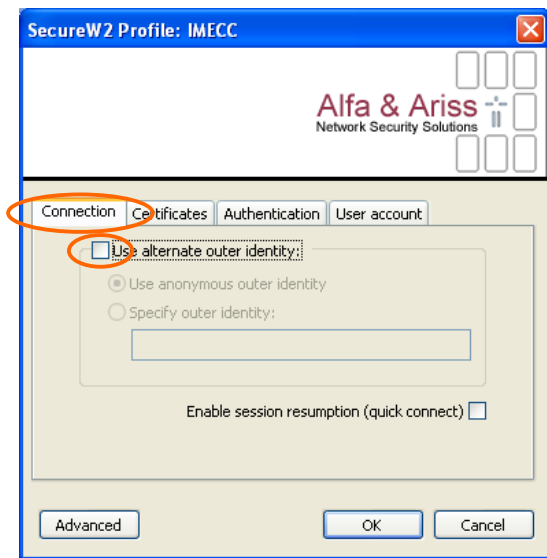 SecureW2 Profile: IMECC
Alfa & Ariss
Network Security Solutions
Connection Certificates Authentication User account
Use alternate outer identity:
Use anonymous outer identity
Specify outer identity:
Enable session resumption (quick connect)
Advanced OK Cancel